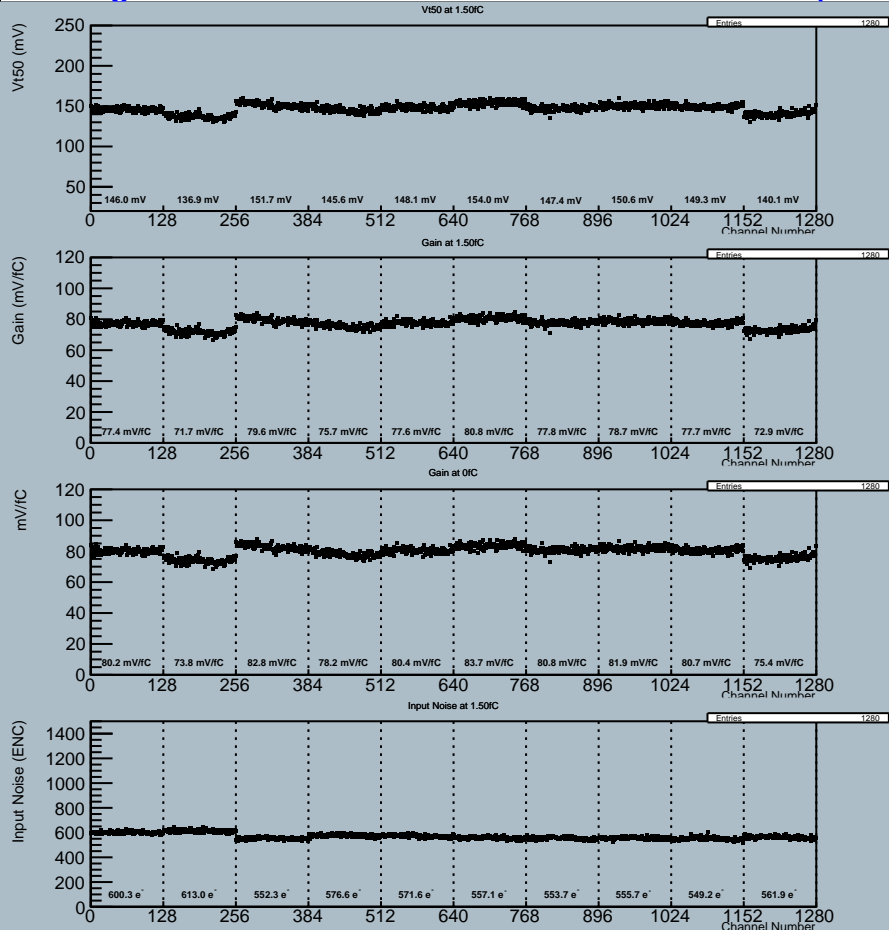 Vt50 at 1.50fC
Entries 1280
Vt50 (mV)
250
200
150
100
50
146.0 mV 136.9 mV 151.7 mV 145.6 mV 148.1 mV 154.0 mV 147.4 mV 150.6 mV 149.3 mV 140.1 mV
0 128 256 384 512 640 768 896 1024 1152 1280
Channel Number
Gain at 1.50fC
Entries 1280
Gain (mV/fC)
120
100
80
60
40
20
0
77.4 mV/fC 71.7 mV/fC 79.6 mV/fC 75.7 mV/fC 77.6 mV/fC 80.8 mV/fC 77.8 mV/fC 78.7 mV/fC 77.7 mV/fC 72.9 mV/fC
0 128 256 384 512 640 768 896 1024 1152 1280
Channel Number
Gain at 0fC
Entries 1280
mV/fC
120
100
80
60
40
20
0
80.2 mV/fC 73.8 mV/fC 82.8 mV/fC 78.2 mV/fC 80.4 mV/fC 83.7 mV/fC 80.8 mV/fC 81.9 mV/fC 80.7 mV/fC 75.4 mV/fC
0 128 256 384 512 640 768 896 1024 1152 1280
Channel Number
Input Noise at 1.50fC
Entries 1280
Input Noise (ENC)
1400
1200
1000
800
600
400
200
0
600.3 e⁻ 613.0 e⁻ 552.3 e⁻ 576.6 e⁻ 571.6 e⁻ 557.1 e⁻ 553.7 e⁻ 555.7 e⁻ 549.2 e⁻ 561.9 e⁻
0 128 256 384 512 640 768 896 1024 1152 1280
Channel Number